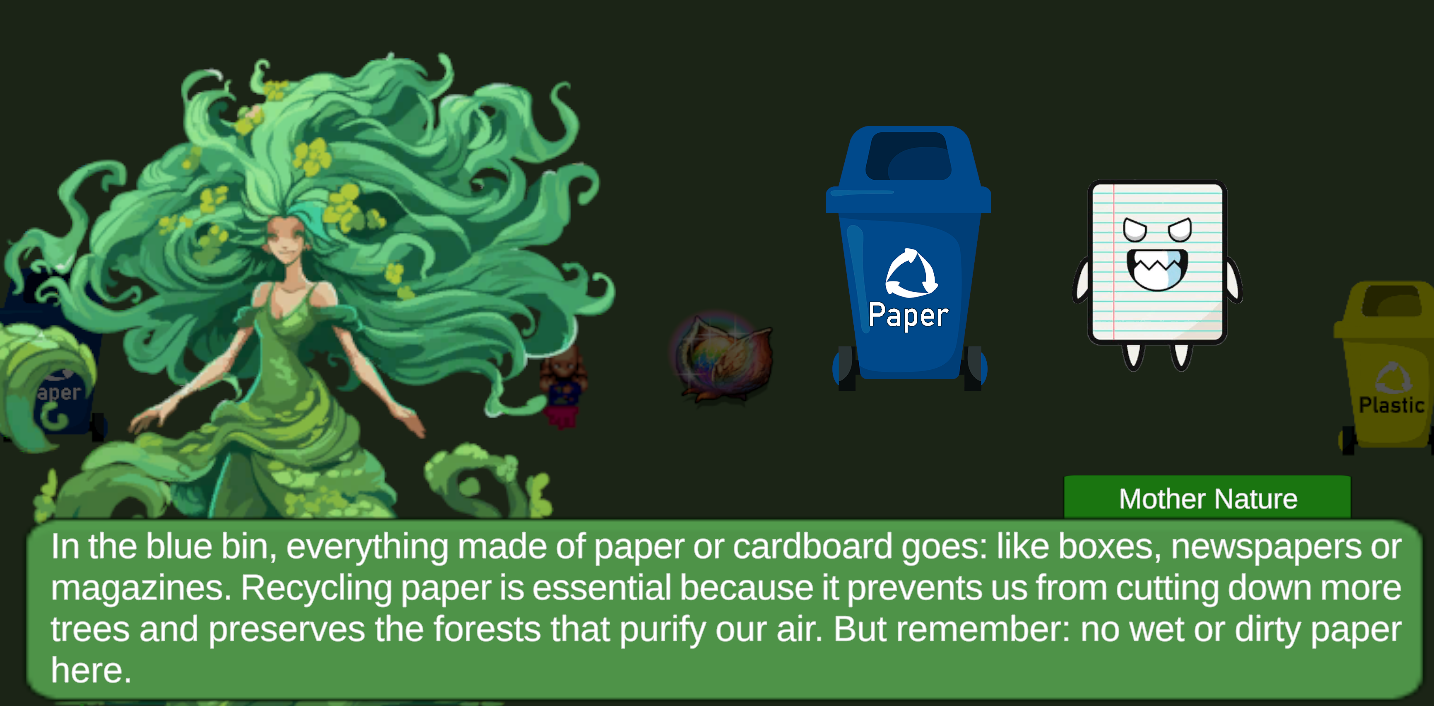 Paper
aper
Plastic
Mother Nature
In the blue bin, everything made of paper or cardboard goes: like boxes, newspapers or
magazines. Recycling paper is essential because it prevents us from cutting down more
trees and preserves the forests that purify our air. But remember: no wet or dirty paper
here.